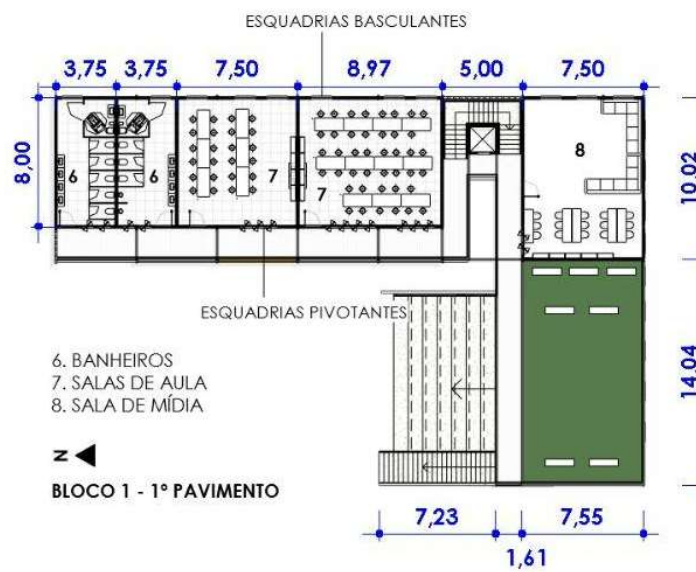 ESQUADRIAS BASCULANTES
3,75 3,75 7,50 8,97 5,00 7,50
8,00
6 6 7 7 8
10,02
ESQUADRIAS PIVOTANTES
6. BANHEIROS
7. SALAS DE AULA
8. SALA DE MÍDIA
14,04
N
BLOCO 1 - 1º PAVIMENTO
7,23 7,55
1,61